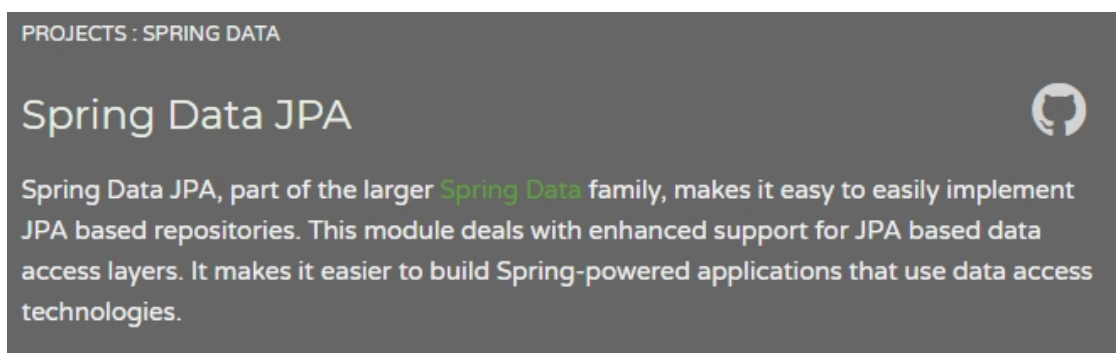 PROJECTS : SPRING DATA
Spring Data JPA
Spring Data JPA, part of the larger Spring Data family, makes it easy to easily implement
JPA based repositories. This module deals with enhanced support for JPA based data
access layers. It makes it easier to build Spring-powered applications that use data access
technologies.